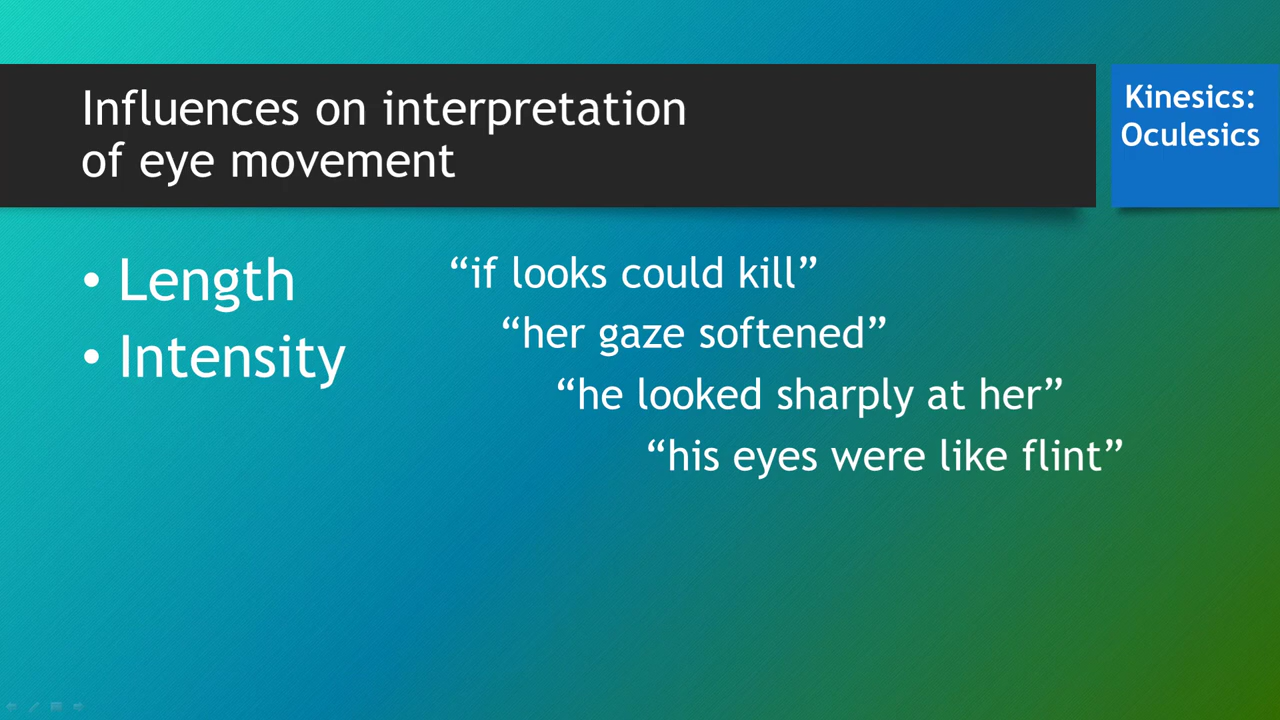 Influences on interpretation
of eye movement
Kinesics:
Oculesics
• Length
• Intensity
“if looks could kill”
“her gaze softened”
“he looked sharply at her”
“his eyes were like flint”